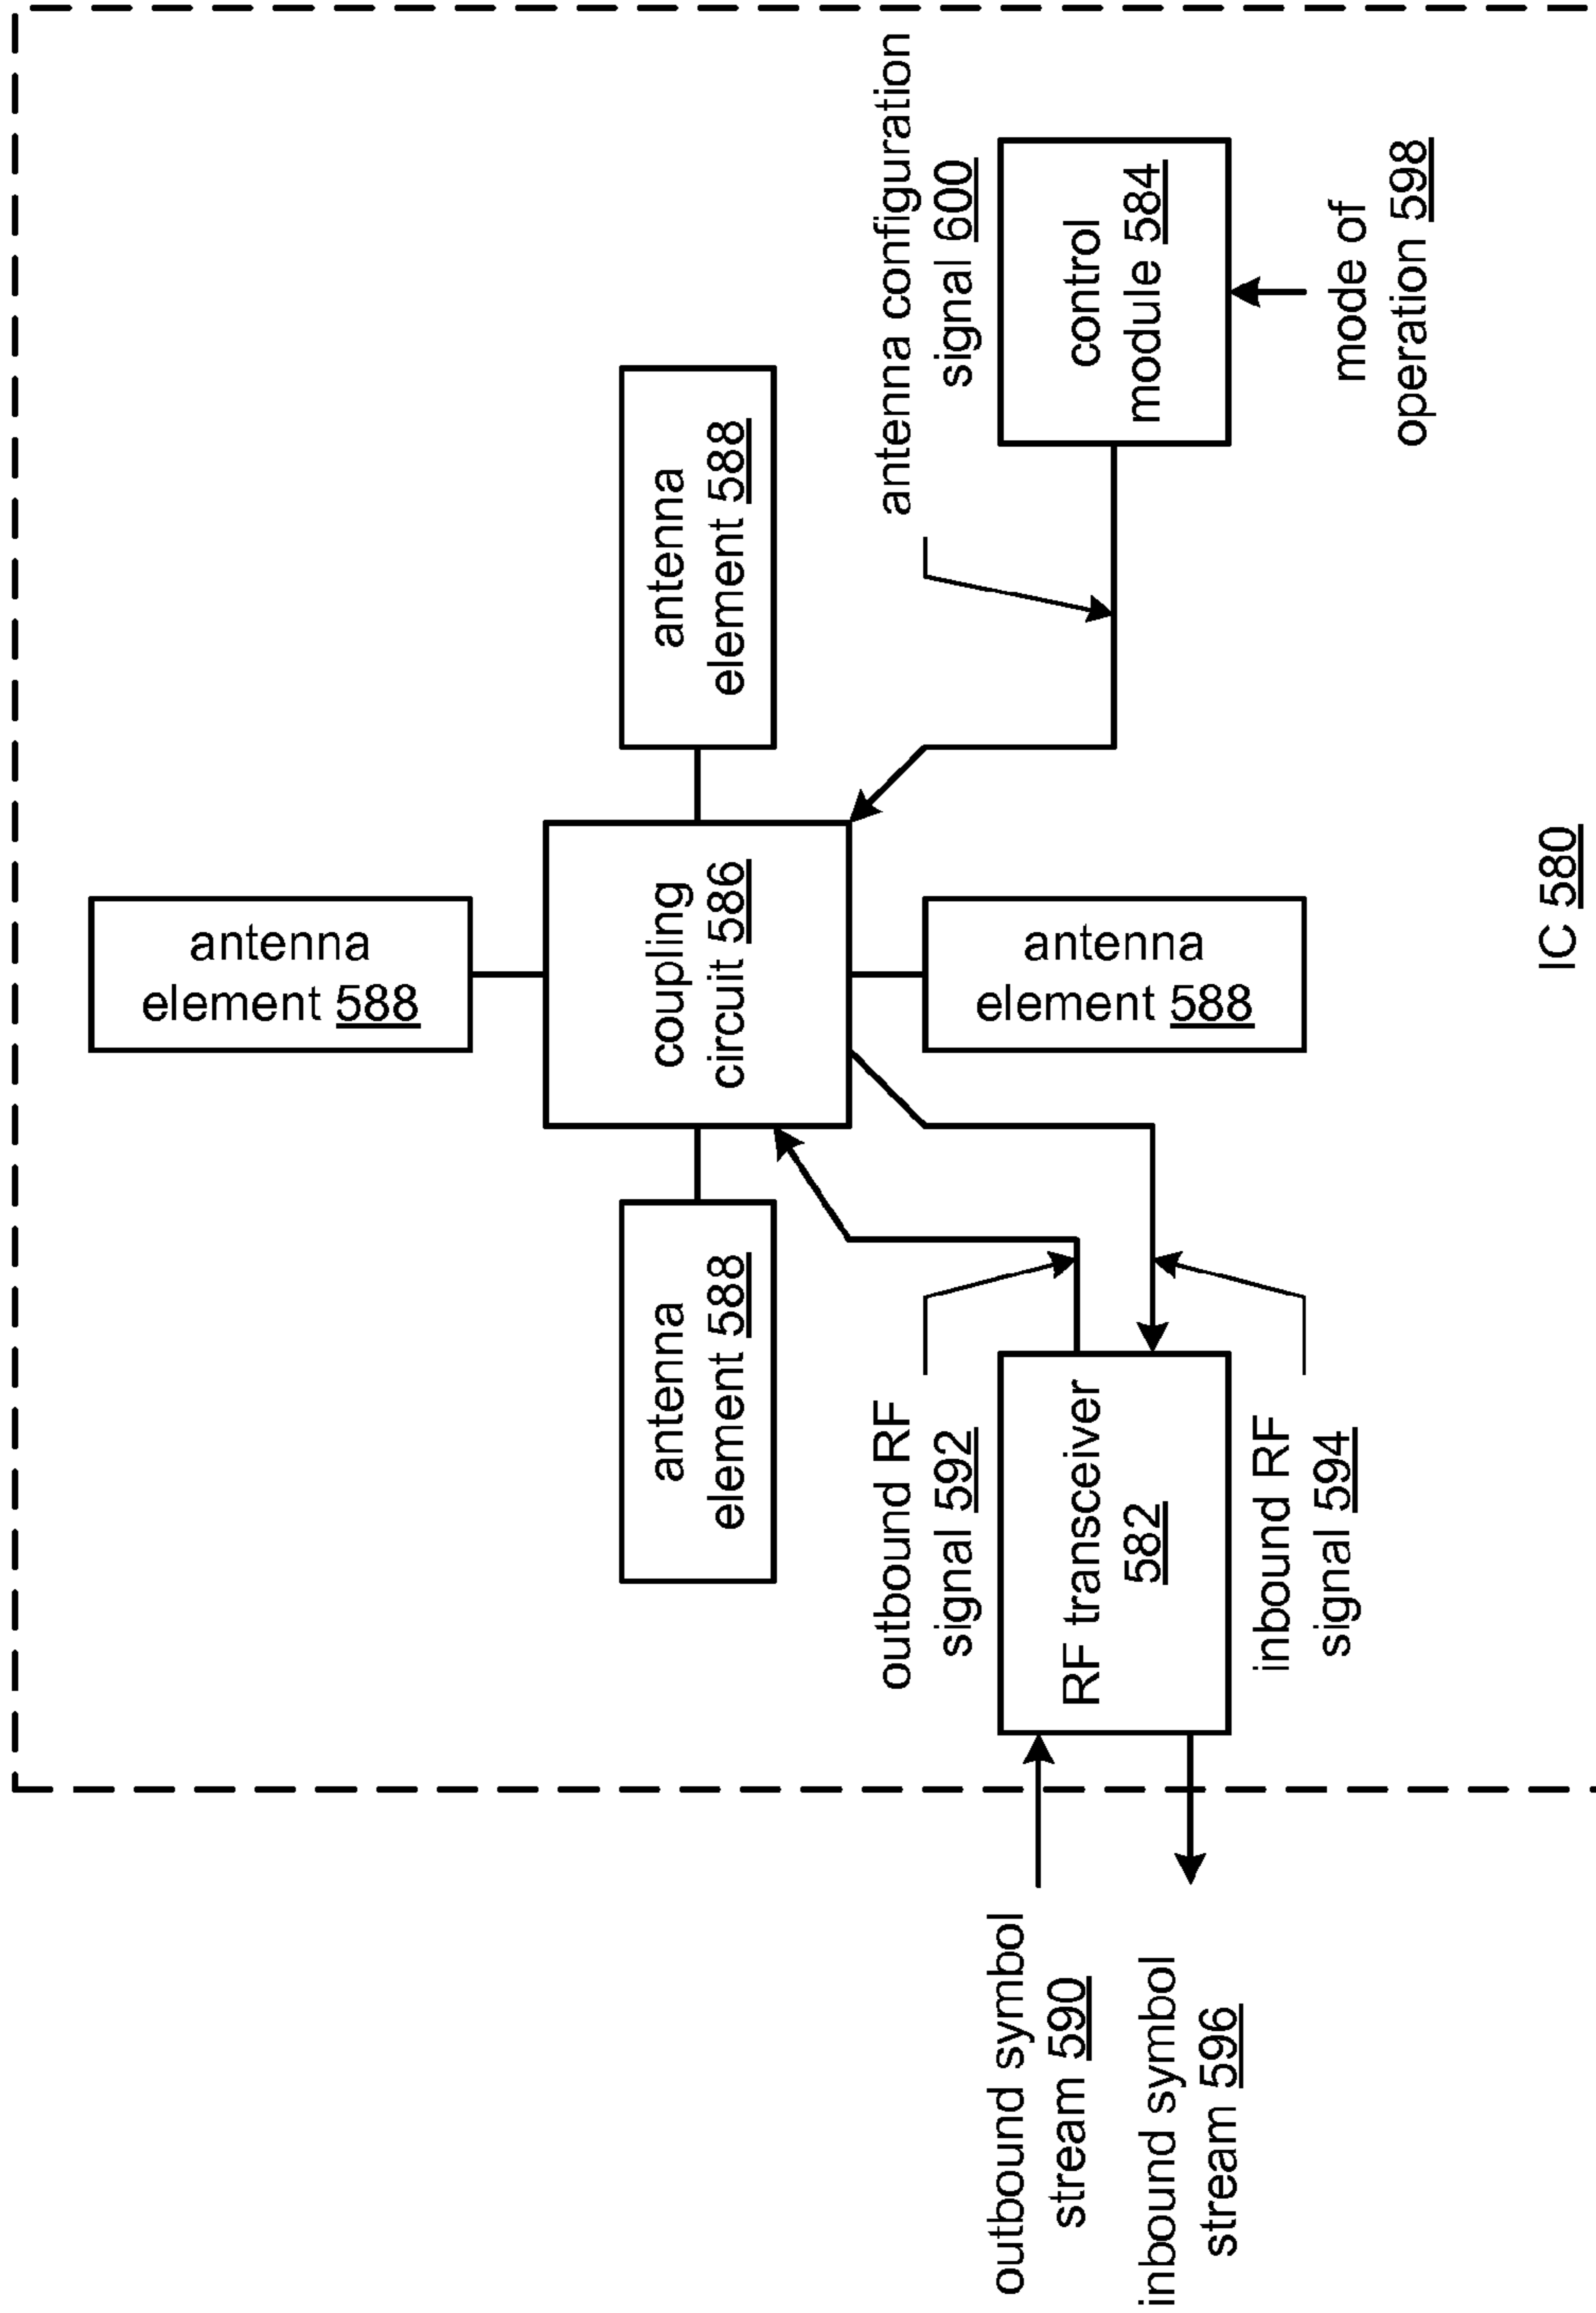 antenna
element 588
antenna
element 588
coupling
circuit 586
antenna
element 588
antenna
element 588
outbound RF
signal 592
antenna configuration
signal 600
outbound symbol
stream 590
RF transceiver
582
control
module 584
inbound symbol
stream 596
inbound RF
signal 594
mode of
operation 598
IC 580